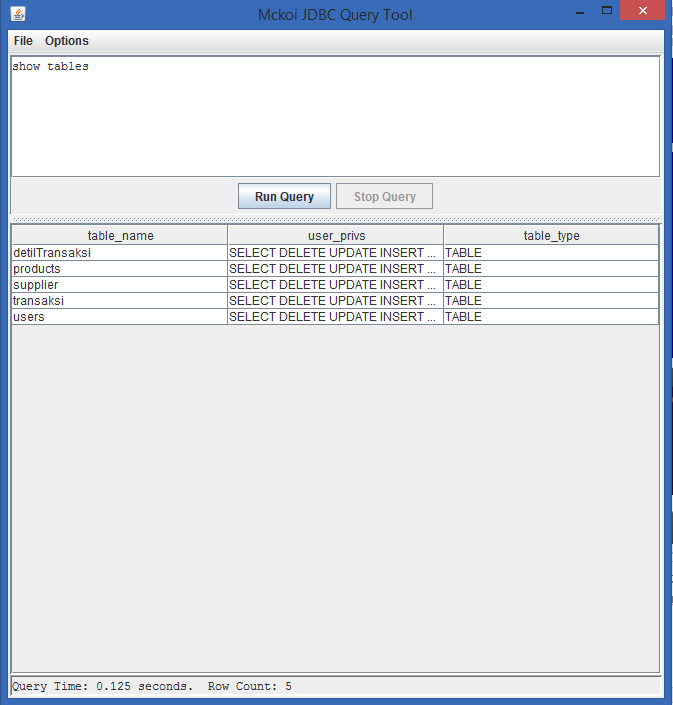 Mckoi JDBC Query Tool
File Options
show tables
Run Query Stop Query
table_name user_privs table_type
detilTransaksi SELECT DELETE UPDATE INSERT ... TABLE
products SELECT DELETE UPDATE INSERT ... TABLE
supplier SELECT DELETE UPDATE INSERT ... TABLE
transaksi SELECT DELETE UPDATE INSERT ... TABLE
users SELECT DELETE UPDATE INSERT ... TABLE
Query Time: 0.125 seconds. Row Count: 5